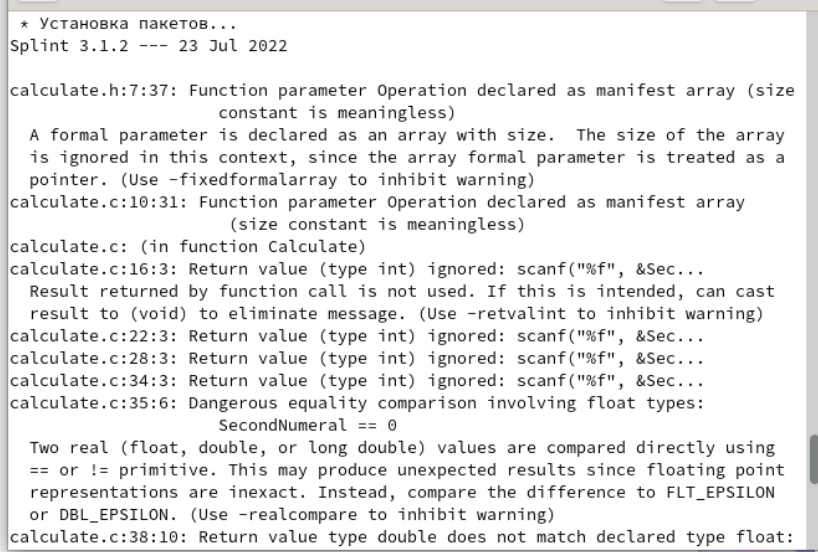 * Установка пакетов...
Splint 3.1.2 --- 23 Jul 2022
calculate.h:7:37: Function parameter Operation declared as manifest array (size
constant is meaningless)
A formal parameter is declared as an array with size.  The size of the array
is ignored in this context, since the array formal parameter is treated as a
pointer. (Use -fixedformalarray to inhibit warning)
calculate.c:10:31: Function parameter Operation declared as manifest array
(size constant is meaningless)
calculate.c: (in function Calculate)
calculate.c:16:3: Return value (type int) ignored: scanf("%f", &Sec...
Result returned by function call is not used. If this is intended, can cast
result to (void) to eliminate message. (Use -retvalint to inhibit warning)
calculate.c:22:3: Return value (type int) ignored: scanf("%f", &Sec...
calculate.c:28:3: Return value (type int) ignored: scanf("%f", &Sec...
calculate.c:34:3: Return value (type int) ignored: scanf("%f", &Sec...
calculate.c:35:6: Dangerous equality comparison involving float types:
SecondNumeral == 0
Two real (float, double, or long double) values are compared directly using
== or != primitive. This may produce unexpected results since floating point
representations are inexact. Instead, compare the difference to FLT_EPSILON
or DBL_EPSILON. (Use -realcompare to inhibit warning)
calculate.c:38:10: Return value type double does not match declared type float: